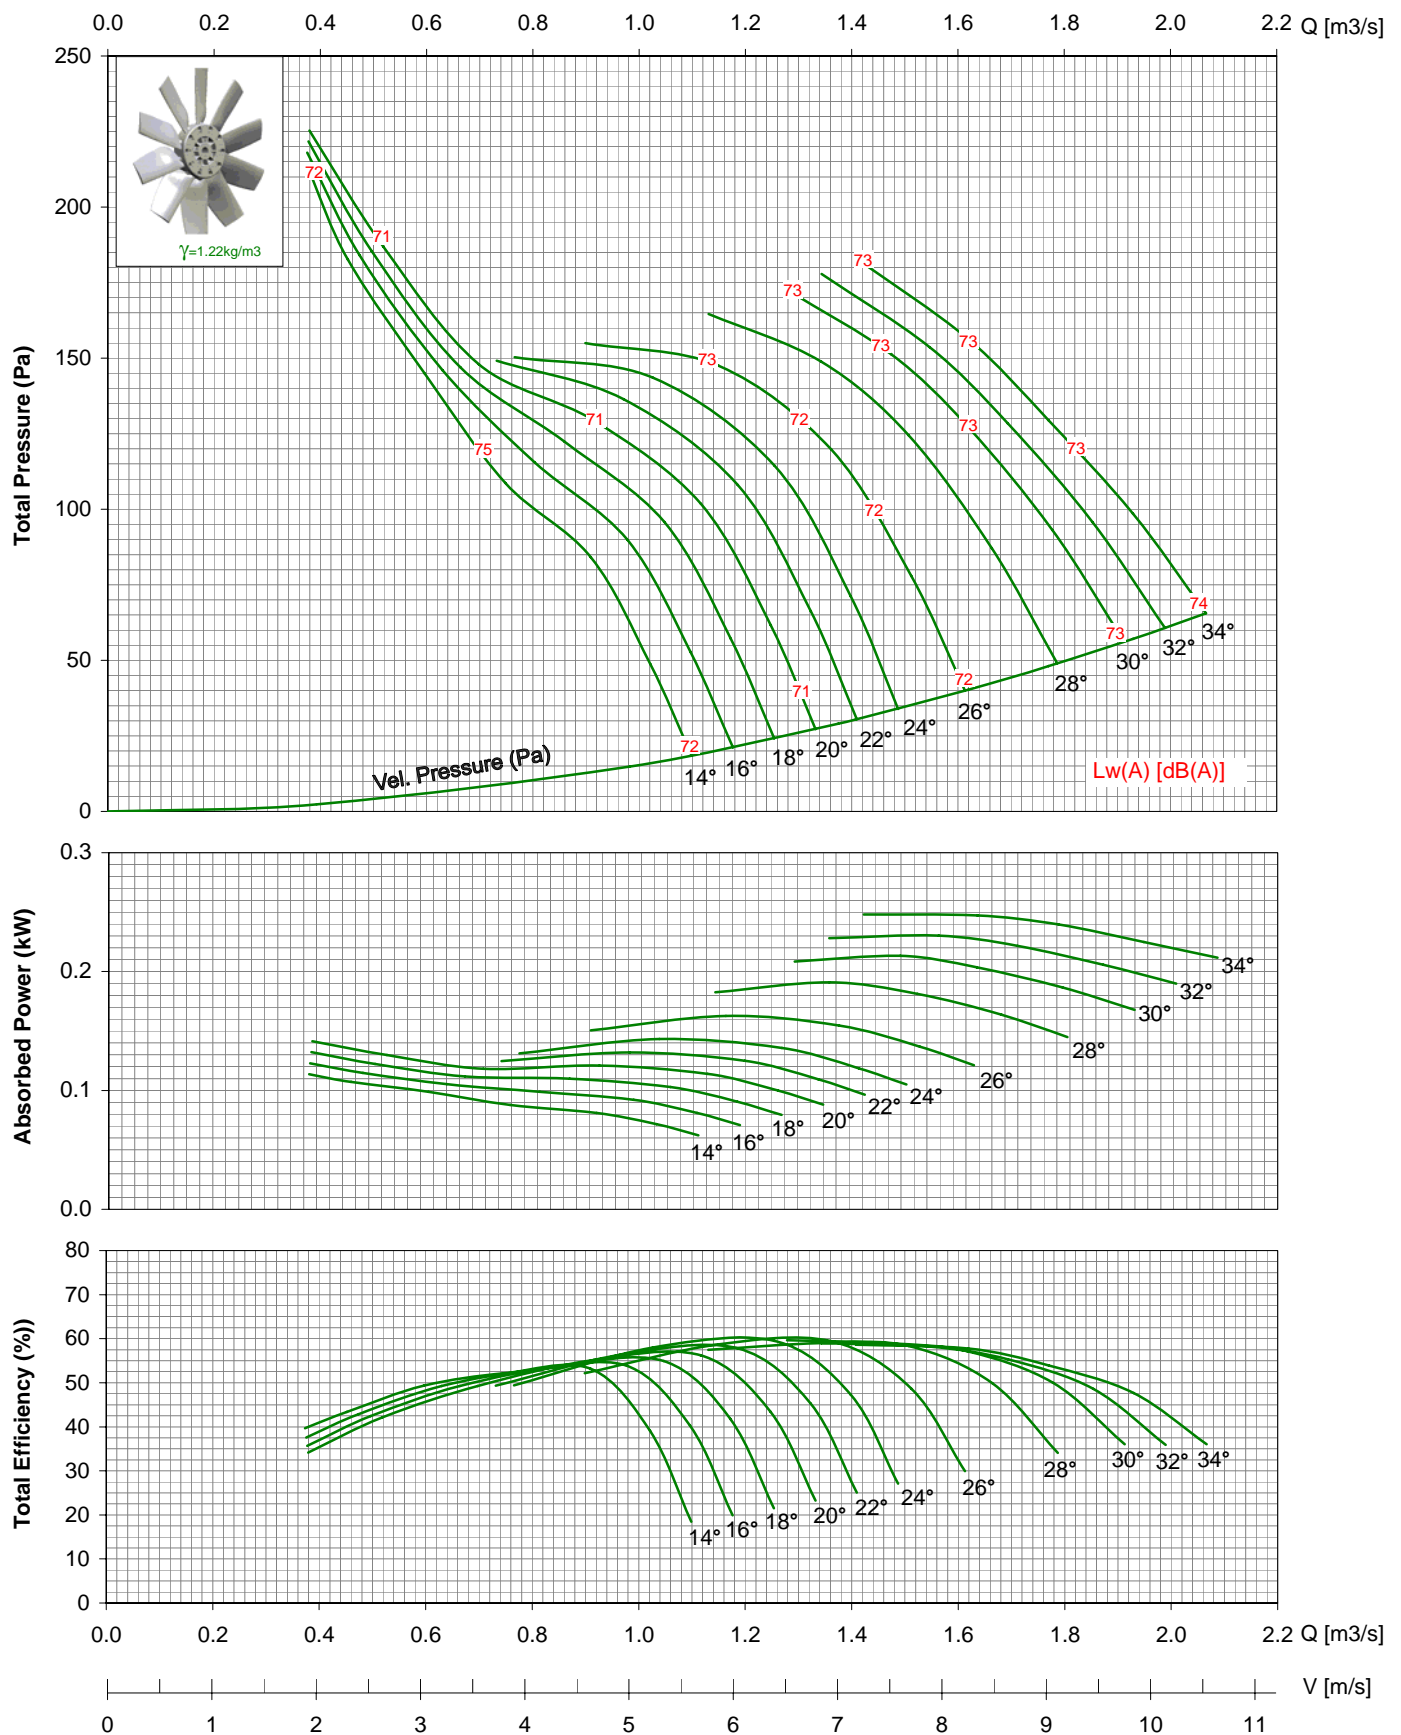 0.0 0.2 0.4 0.6 0.8 1.0 1.2 1.4 1.6 1.8 2.0 2.2 Q [m3/s]
250
200
150
100
50
0
Total Pressure (Pa)
γ=1.22kg/m3
72
71
75
71
71
72
73
72
72
72
73
73
73
73
73
73
73
74
Vel. Pressure (Pa)
14° 16° 18° 20° 22° 24° 26° 28° 30° 32° 34°
Lw(A) [dB(A)]
0.3
0.2
0.1
0.0
Absorbed Power (kW)
14° 16° 18° 20° 22° 24° 26° 28° 30° 32° 34°
80
70
60
50
40
30
20
10
0
Total Efficiency (%))
14° 16° 18° 20° 22° 24° 26° 28° 30° 32° 34°
0.0 0.2 0.4 0.6 0.8 1.0 1.2 1.4 1.6 1.8 2.0 2.2 Q [m3/s]
V [m/s]
0 1 2 3 4 5 6 7 8 9 10 11